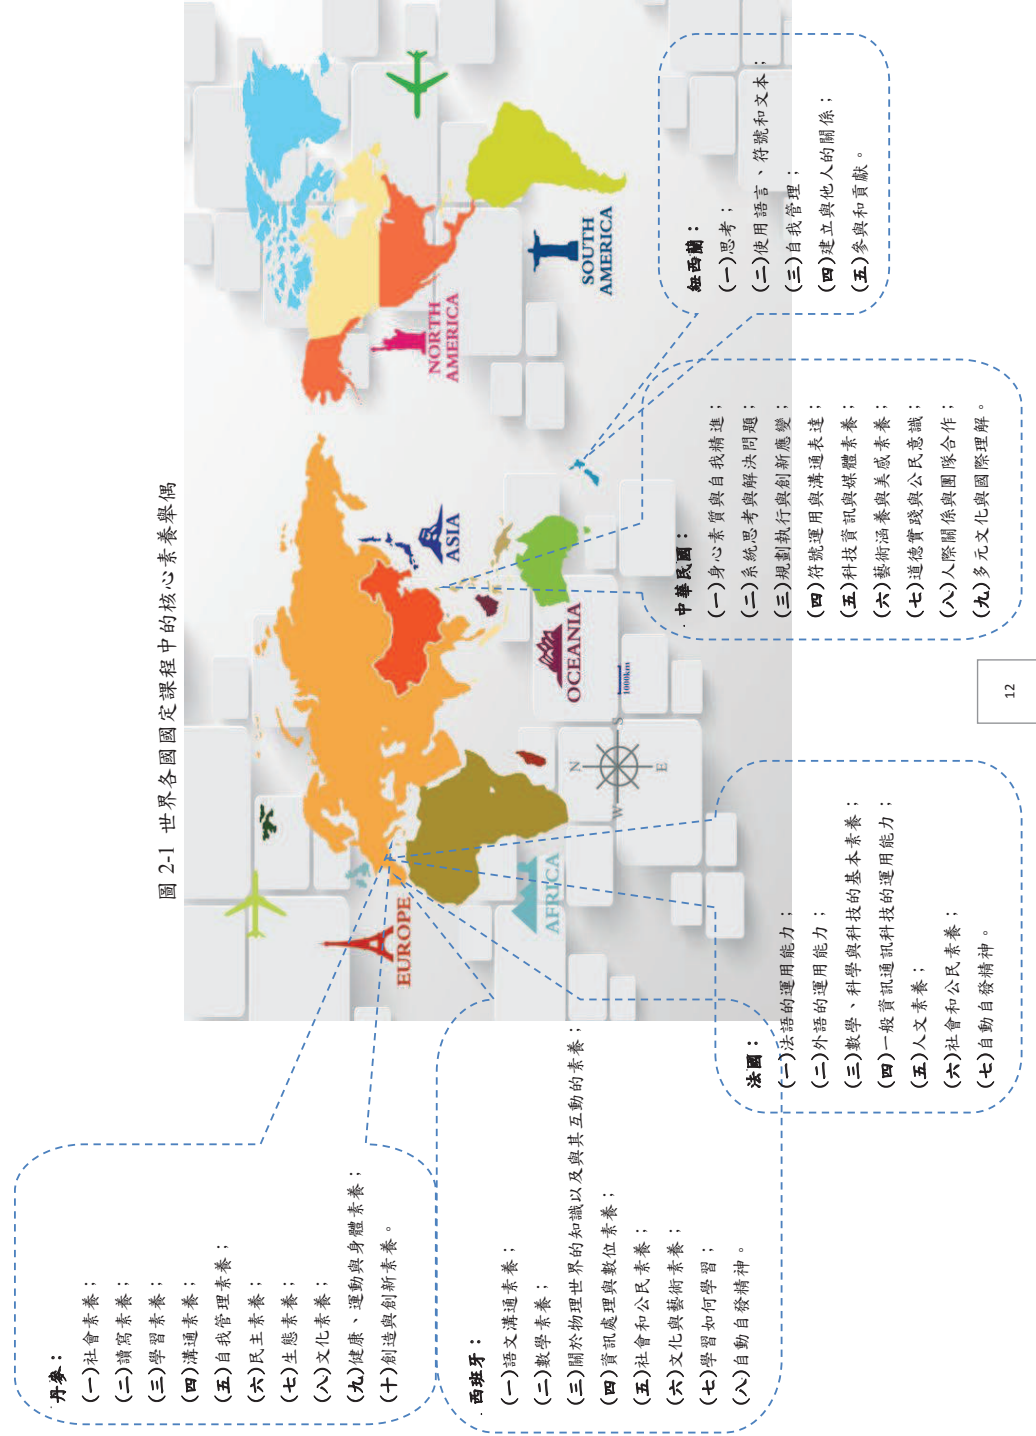 圖 2-1 世界各國國定課程中的核心素養舉偶
丹麥：
(一)社會素養；
(二)讀寫素養；
(三)學習素養；
(四)溝通素養；
(五)自我管理素養；
(六)民主素養；
(七)生態素養；
(八)文化素養；
(九)健康、運動與身體素養；
(十)創造與創新素養。
西班牙：
(一)語文溝通素養；
(二)數學素養；
(三)關於物理世界的知識以及與其互動的素養；
(四)資訊處理與數位素養；
(五)社會和公民素養；
(六)文化與藝術素養；
(七)學習如何學習；
(八)自動自發精神。
法國：
(一)法語的運用能力；
(二)外語的運用能力；
(三)數學、科學與科技的基本素養；
(四)一般資訊通訊科技的運用能力；
(五)人文素養；
(六)社會和公民素養；
(七)自動自發精神。
中華民國：
(一)身心素質與自我精進；
(二)系統思考與解決問題；
(三)規劃執行與創新應變；
(四)符號運用與溝通表達；
(五)科技資訊與媒體素養；
(六)藝術涵養與美感素養；
(七)道德實踐與公民意識；
(八)人際關係與團隊合作；
(九)多元文化與國際理解。
紐西蘭：
(一)思考；
(二)使用語言、符號和文本；
(三)自我管理；
(四)建立與他人的關係；
(五)參與和貢獻。
EUROPE
AFRICA
ASIA
OCEANIA
NORTH
AMERICA
SOUTH
AMERICA
N
W
E
S
1000km
12